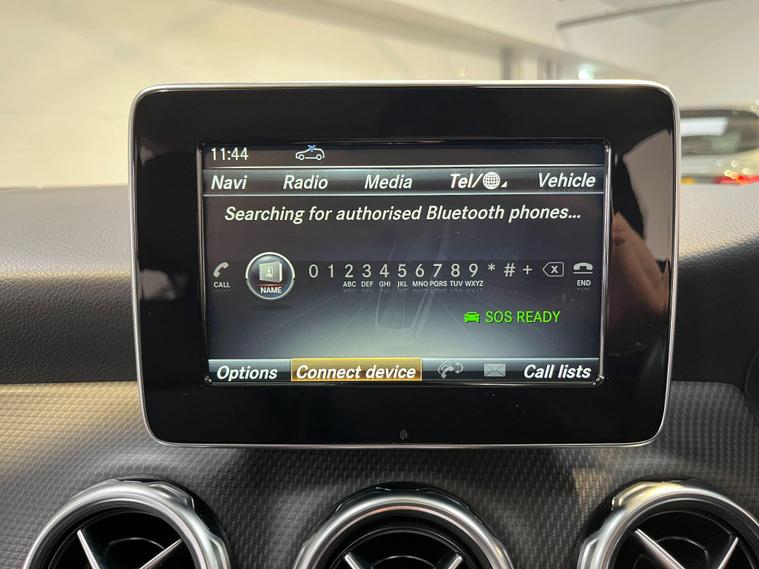 11:44
Navi Radio Media Tel/ Vehicle
Searching for authorised Bluetooth phones...
0 1 2 3 4 5 6 7 8 9 * # +
CALL NAME ABC DEF GHI JKL MNO PQRS TUV WXYZ END
SOS READY
Options Connect device Call lists